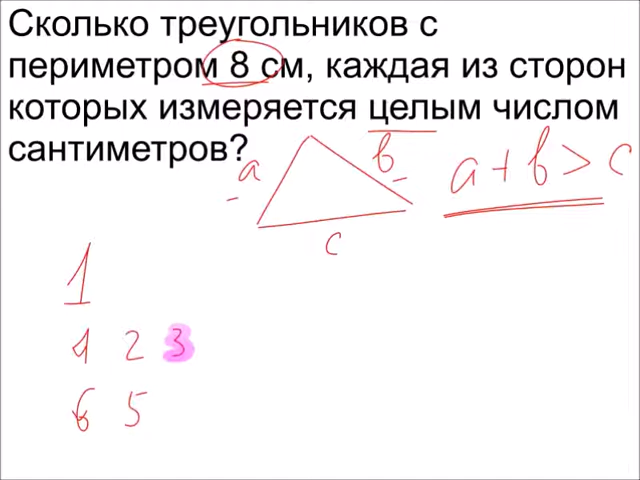 Сколько треугольников с
периметром 8 см, каждая из сторон
которых измеряется целым числом
сантиметров?
a b a + b > c
c
1
1 2 3
6 5